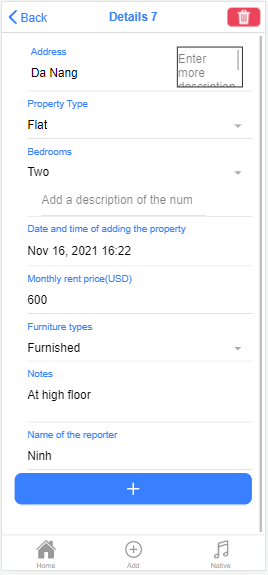 Back
Details 7
Address
Da Nang
Enter
more
description
Property Type
Flat
Bedrooms
Two
Add a description of the num
Date and time of adding the property
Nov 16, 2021 16:22
Monthly rent price(USD)
600
Furniture types
Furnished
Notes
At high floor
Name of the reporter
Ninh
Home
Add
Native